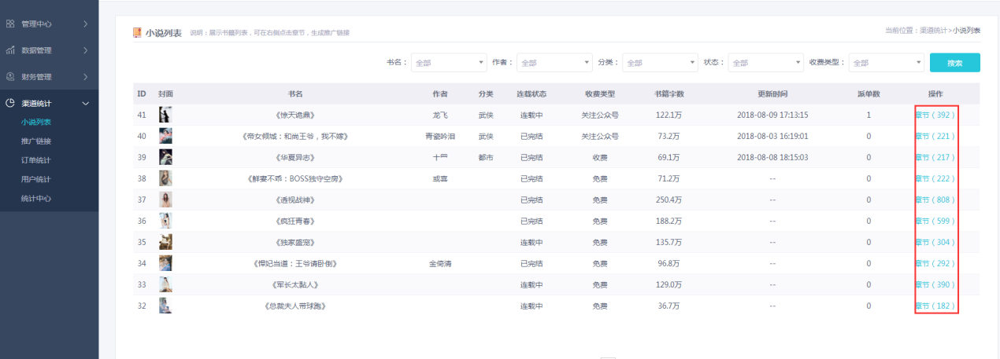 管理中心
数据管理
财务管理
渠道统计
小说列表
推广链接
订单统计
用户统计
统计中心
小说列表 说明：展示书籍列表，可在右侧点击章节，生成推广链接
当前位置：渠道统计>小说列表
书名： 全部 作者： 全部 分类： 全部 状态： 全部 收费类型： 全部 搜索
ID 封面 书名 作者 分类 连载状态 收费类型 书籍字数 更新时间 派单数 操作
41 《惊天诡鼎》 龙飞 武侠 连载中 关注公众号 122.1万 2018-08-09 17:13:15 1 章节（392）
40 《帝女倾城：和尚王爷，我不嫁》 青瓷吟泪 武侠 已完结 关注公众号 73.2万 2018-08-03 16:19:01 0 章节（221）
39 《华夏异志》 十四 都市 已完结 收费 69.1万 2018-08-08 18:15:03 0 章节（217）
38 《鲜妻不乖：BOSS独守空房》 或喜 已完结 免费 71.2万 -- 0 章节（222）
37 《透视战神》 已完结 免费 250.4万 -- 0 章节（808）
36 《疯狂青春》 已完结 免费 188.2万 -- 0 章节（599）
35 《独家盛宠》 连载中 免费 135.7万 -- 0 章节（304）
34 《悍妃当道：王爷请卧倒》 金倚清 已完结 免费 96.8万 -- 0 章节（292）
33 《军长太黏人》 连载中 免费 129.0万 -- 0 章节（390）
32 《总裁夫人带球跑》 连载中 免费 36.7万 -- 0 章节（182）